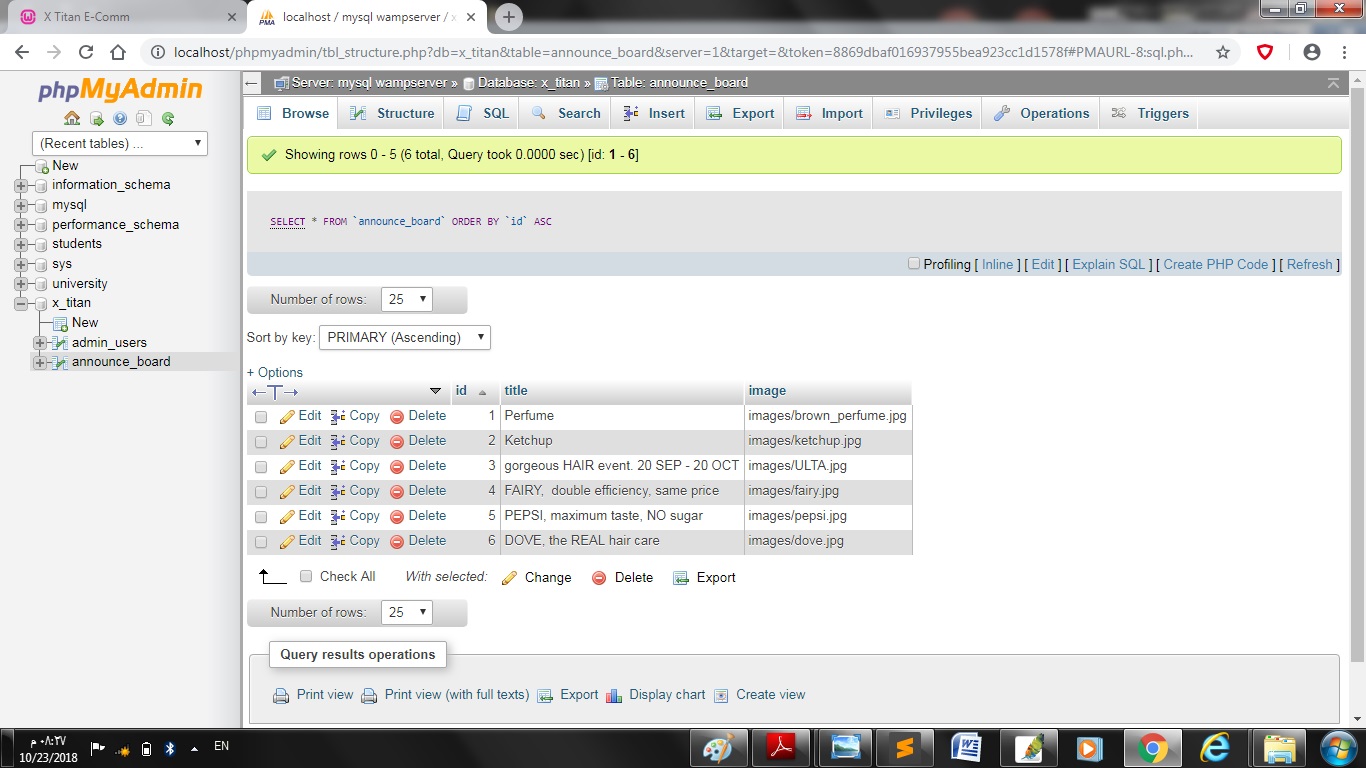 X Titan E-Comm
localhost / mysql wampserver / x
localhost/phpmyadmin/tbl_structure.php?db=x_titan&table=announce_board&server=1&target=&token=8869dbaf016937955bea923cc1d1578f#PMAURL-8:sql.ph...
phpMyAdmin
(Recent tables) ...
New
information_schema
mysql
performance_schema
students
sys
university
x_titan
New
admin_users
announce_board
Server: mysql wampserver » Database: x_titan » Table: announce_board
Browse Structure SQL Search Insert Export Import Privileges Operations Triggers
Showing rows 0 - 5 (6 total, Query took 0.0000 sec) [id: 1 - 6]
SELECT * FROM `announce_board` ORDER BY `id` ASC
Profiling [ Inline ] [ Edit ] [ Explain SQL ] [ Create PHP Code ] [ Refresh ]
Number of rows: 25
Sort by key: PRIMARY (Ascending)
+ Options
id title image
Edit Copy Delete 1 Perfume images/brown_perfume.jpg
Edit Copy Delete 2 Ketchup images/ketchup.jpg
Edit Copy Delete 3 gorgeous HAIR event. 20 SEP - 20 OCT images/ULTA.jpg
Edit Copy Delete 4 FAIRY, double efficiency, same price images/fairy.jpg
Edit Copy Delete 5 PEPSI, maximum taste, NO sugar images/pepsi.jpg
Edit Copy Delete 6 DOVE, the REAL hair care images/dove.jpg
Check All With selected: Change Delete Export
Number of rows: 25
Query results operations
Print view Print view (with full texts) Export Display chart Create view
٠٨:٢٧ م
10/23/2018
EN